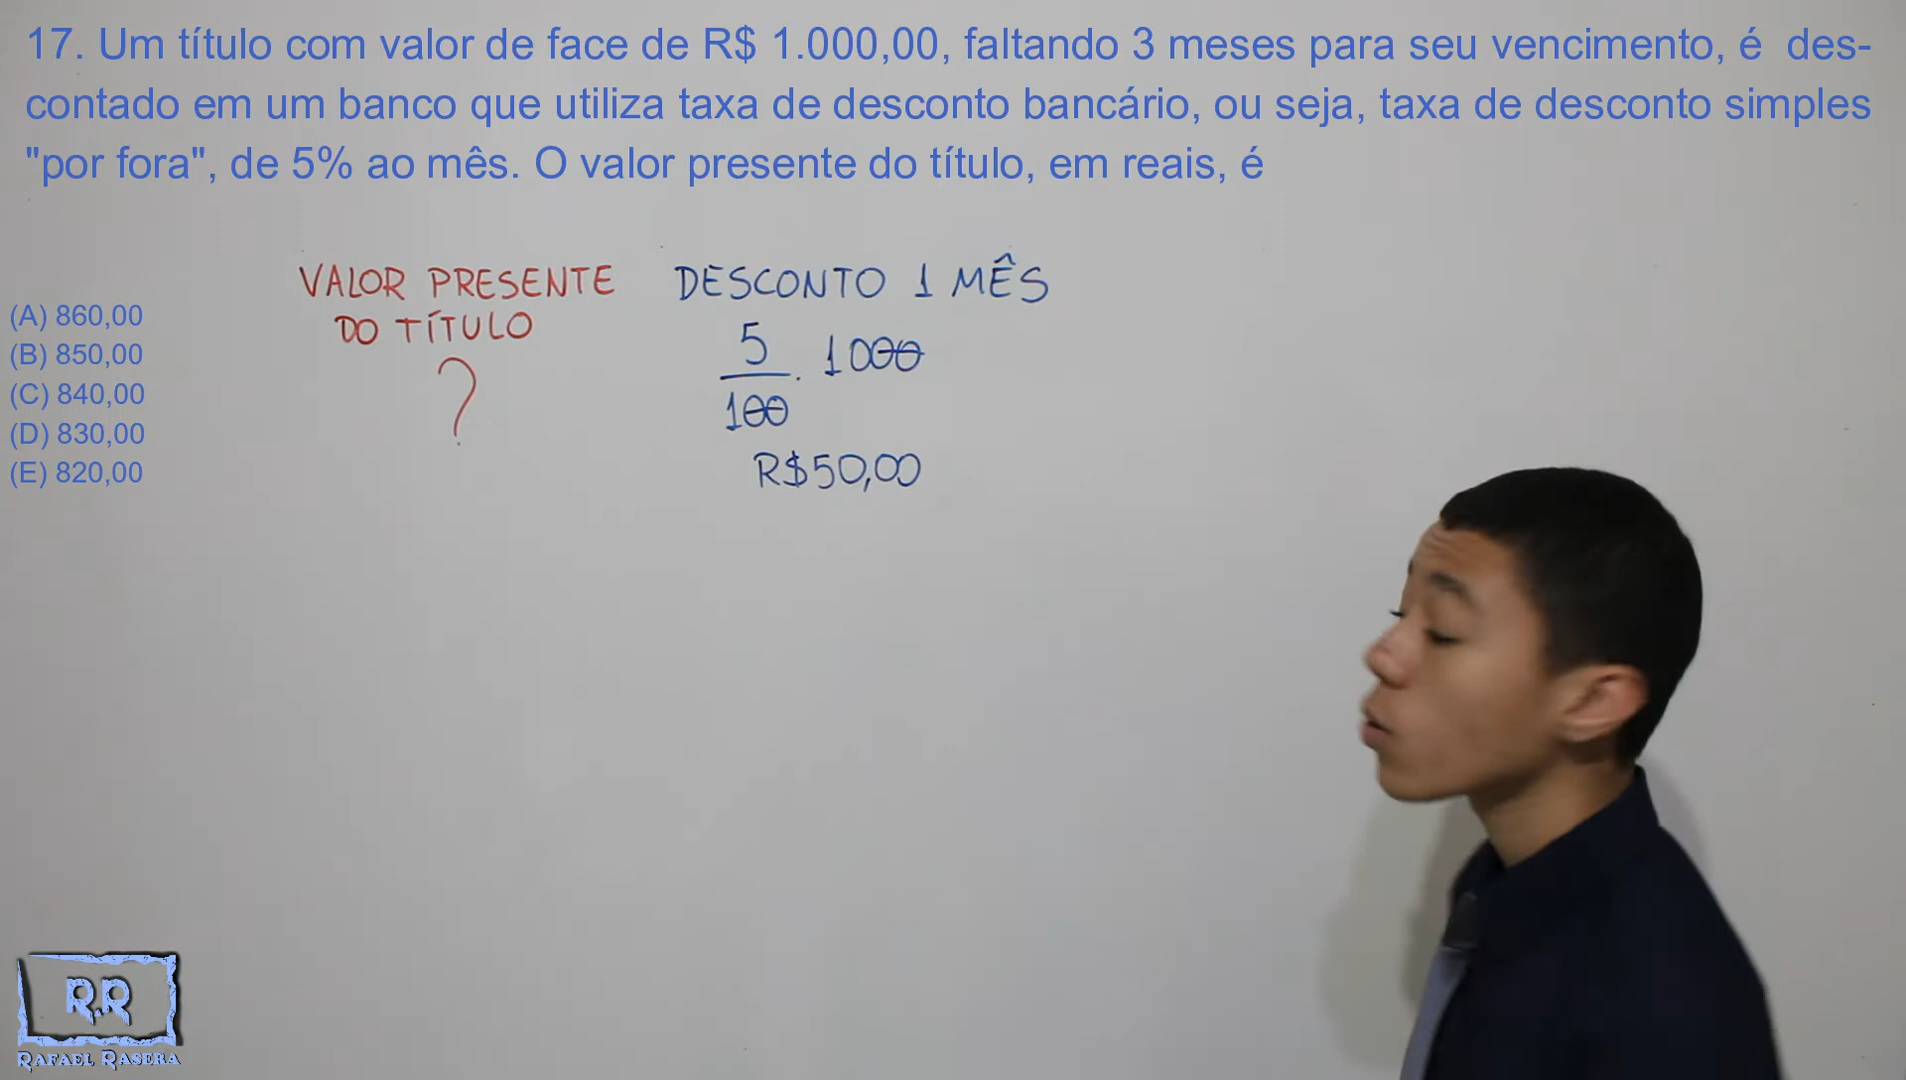 17. Um título com valor de face de R$ 1.000,00, faltando 3 meses para seu vencimento, é des-
contado em um banco que utiliza taxa de desconto bancário, ou seja, taxa de desconto simples
"por fora", de 5% ao mês. O valor presente do título, em reais, é
(A) 860,00
(B) 850,00
(C) 840,00
(D) 830,00
(E) 820,00
VALOR PRESENTE
DO TÍTULO
?
DESCONTO 1 MÊS
5
100
. 1000
R$50,00
R.R
RAFAEL RASERA